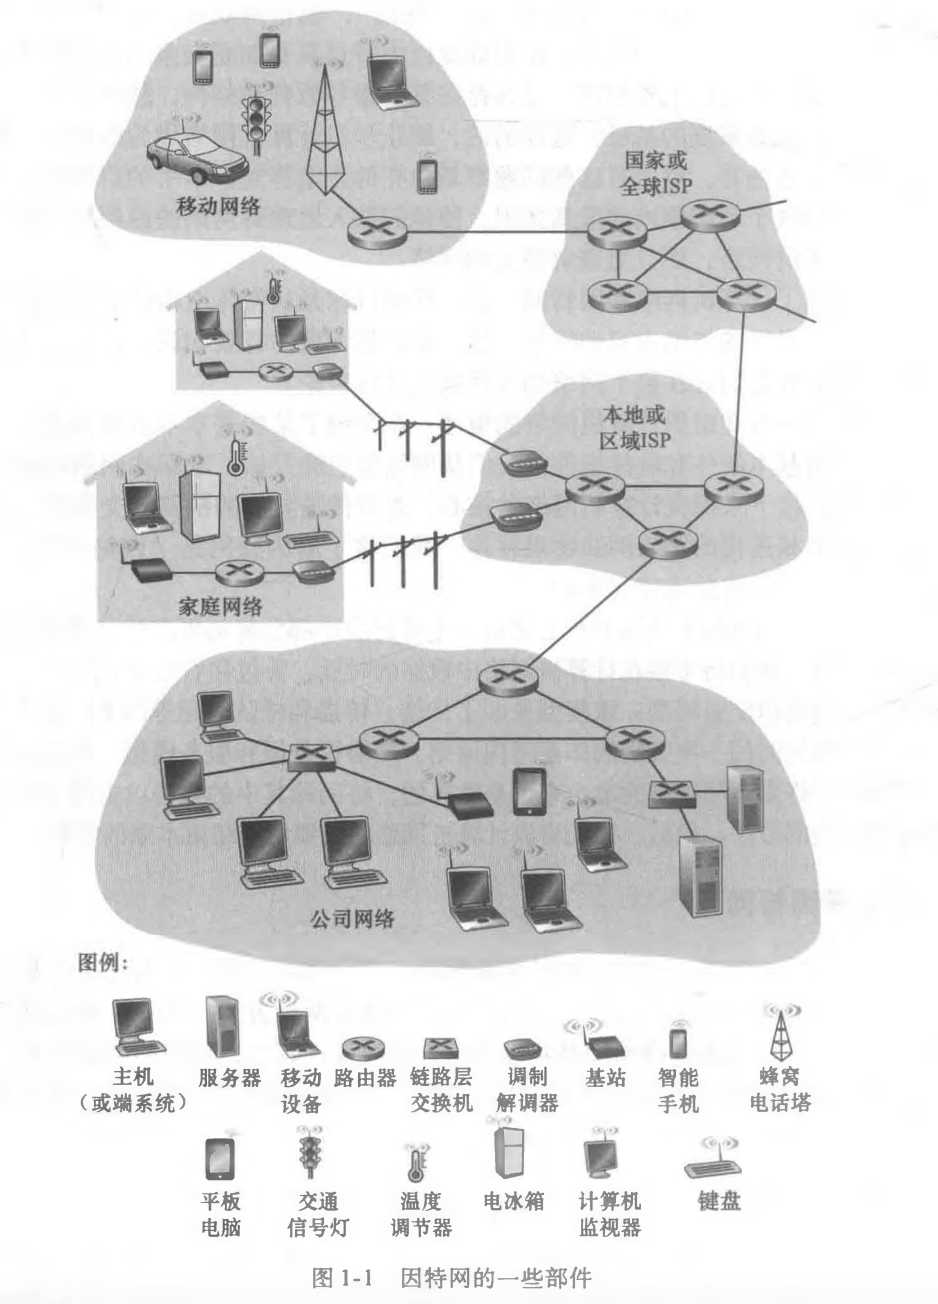 国家或
全球ISP
移动网络
本地或
区域ISP
家庭网络
公司网络
图例：
主机
（或端系统）
服务器
移动
设备
路由器
链路层
交换机
调制
解调器
基站
智能
手机
蜂窝
电话塔
平板
电脑
交通
信号灯
温度
调节器
电冰箱
计算机
监视器
键盘
图 1-1 因特网的一些部件